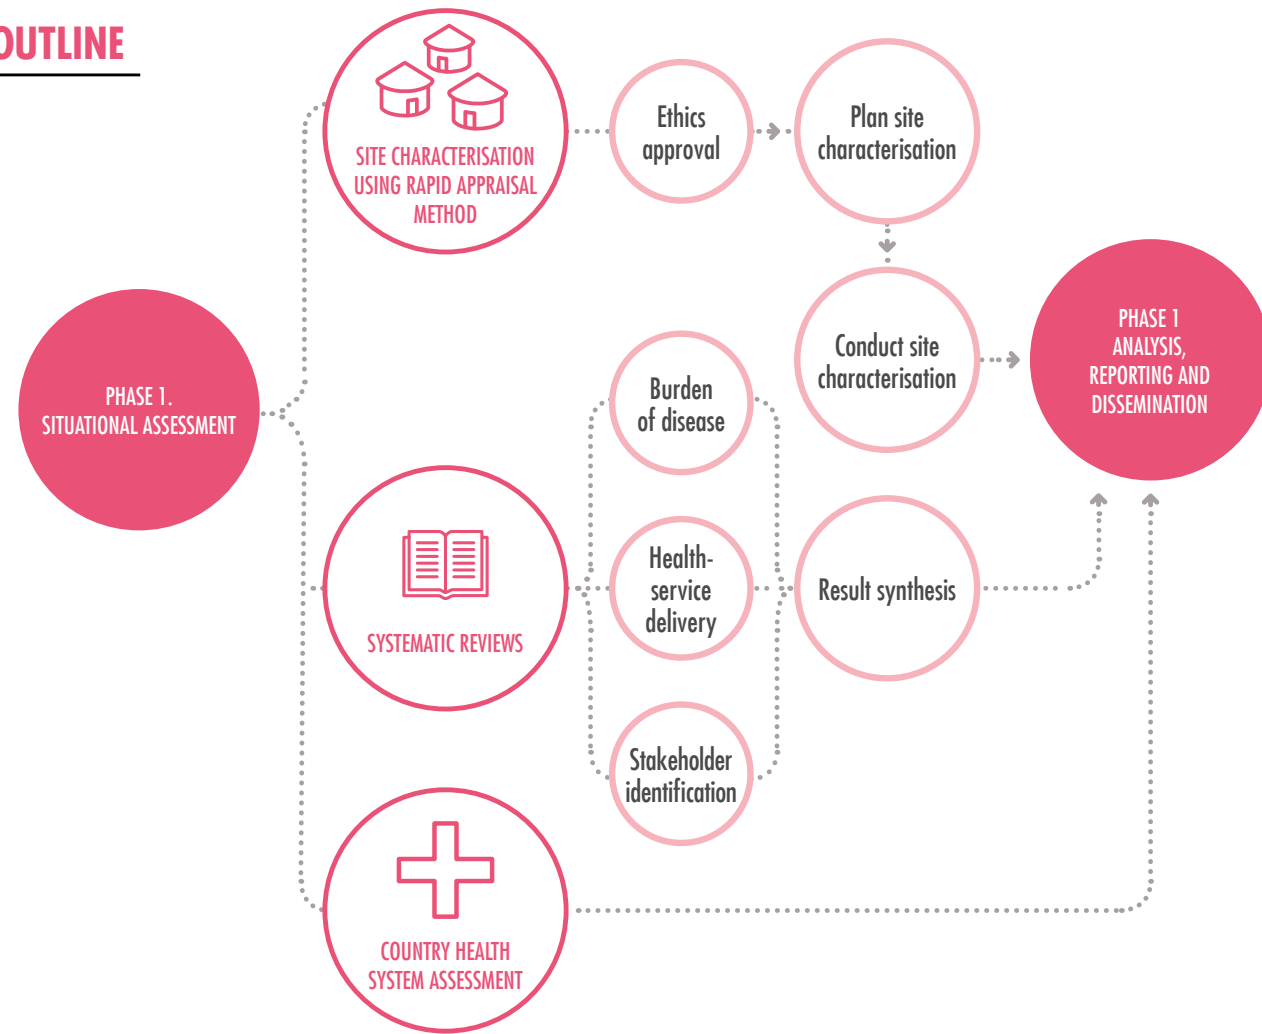 OUTLINE
SITE CHARACTERISATION
USING RAPID APPRAISAL
METHOD
Ethics
approval
Plan site
characterisation
Conduct site
characterisation
PHASE 1
ANALYSIS,
REPORTING AND
DISSEMINATION
PHASE 1.
SITUATIONAL ASSESSMENT
Burden
of disease
Health-
service
delivery
Stakeholder
identification
Result synthesis
SYSTEMATIC REVIEWS
COUNTRY HEALTH
SYSTEM ASSESSMENT